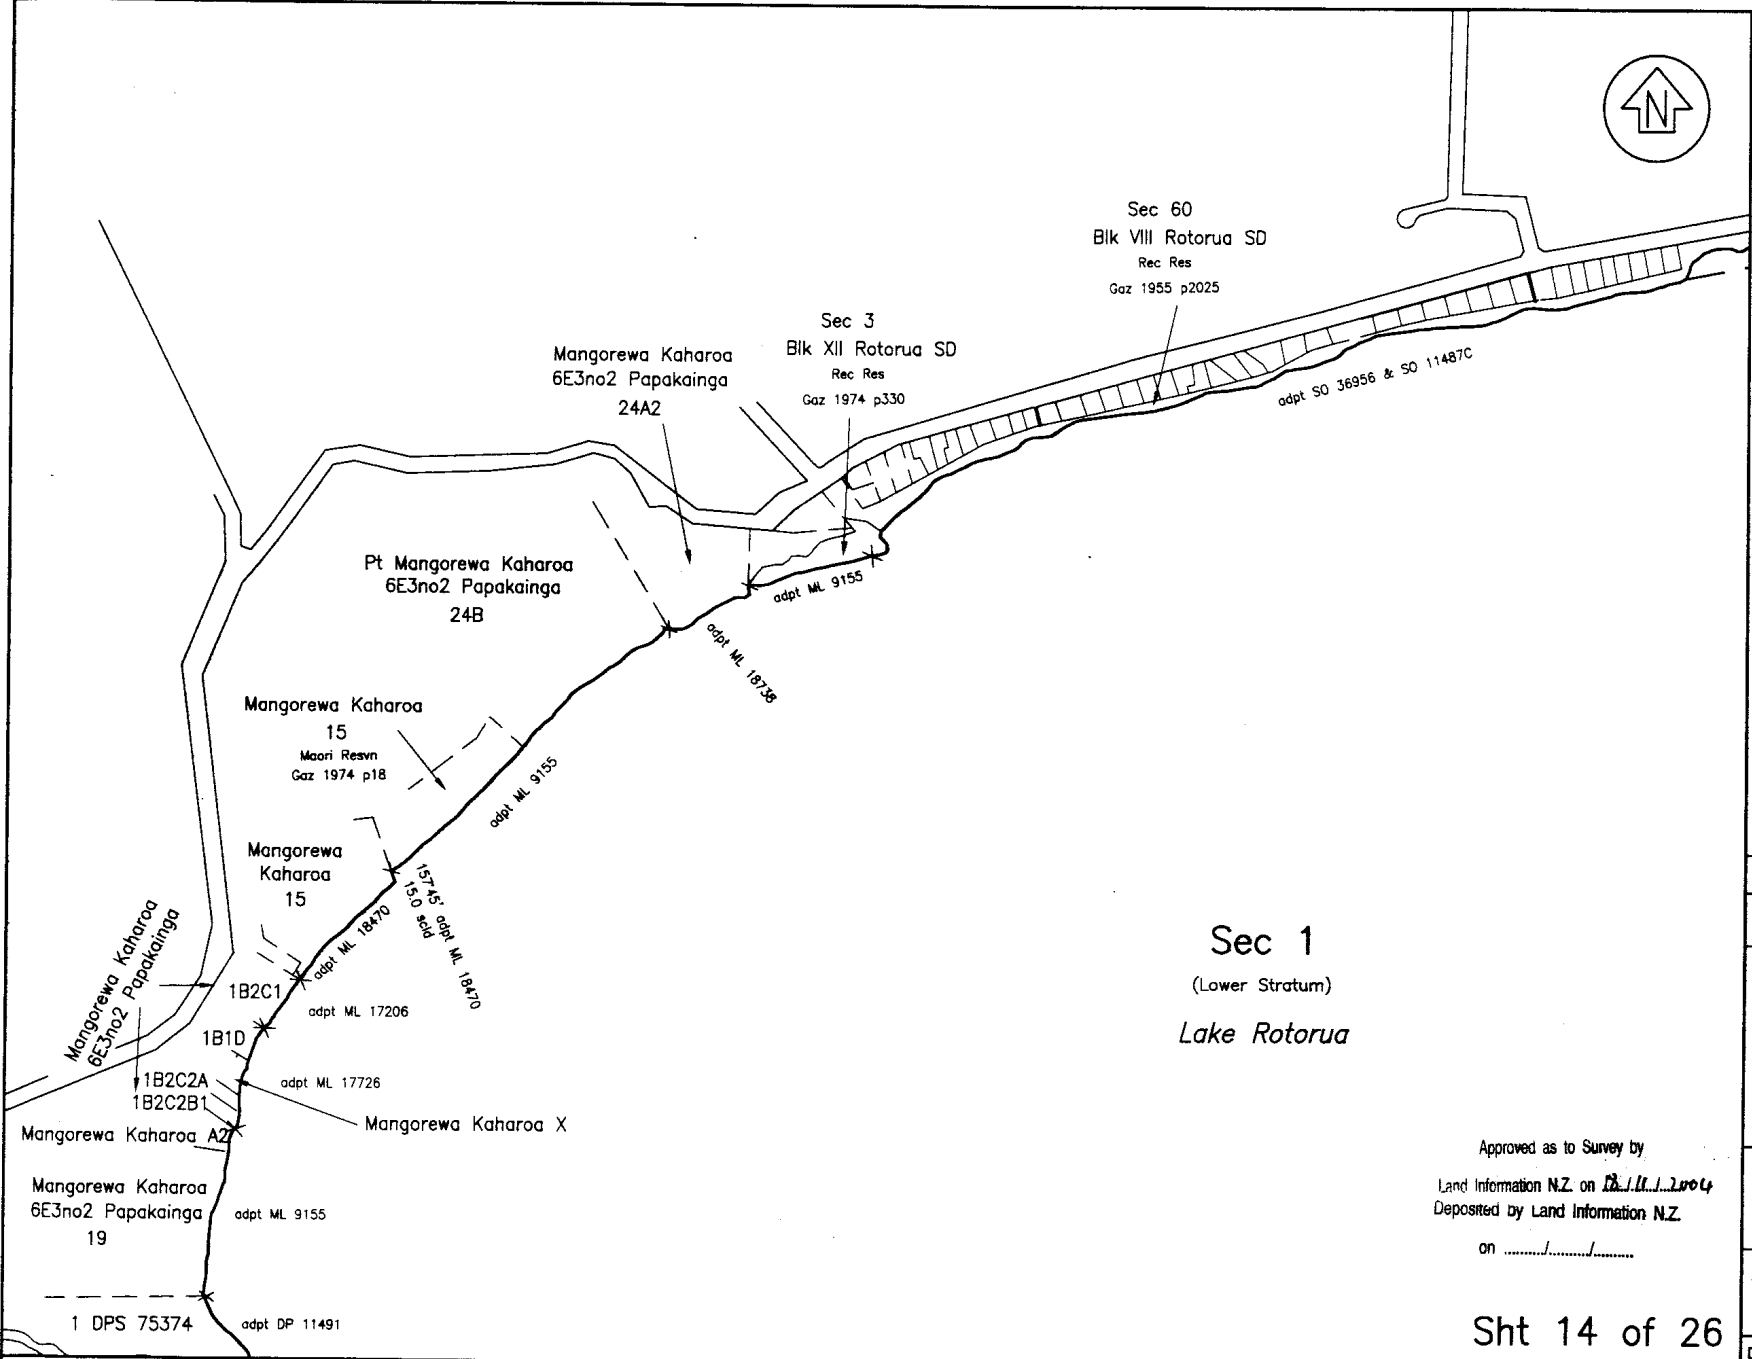 N
Sec 60
Blk VIII Rotorua SD
Rec Res
Gaz 1955 p2025
Sec 3
Blk XII Rotorua SD
Rec Res
Gaz 1974 p330
Mangorewa Kaharoa
6E3no2 Papakainga
24A2
adpt SO 36956 & SO 11487C
Pt Mangorewa Kaharoa
6E3no2 Papakainga
24B
adpt ML 9155
adpt ML 18738
Mangorewa Kaharoa
15
Maori Resvn
Gaz 1974 p18
adpt ML 9155
Mangorewa
Kaharoa
15
157°45' adpt ML 18470
15.0 scld
adpt ML 18470
Mangorewa Kaharoa
6E3no2 Papakainga
1B2C1
adpt ML 17206
1B1D
1B2C2A
adpt ML 17726
1B2C2B1
Mangorewa Kaharoa X
Mangorewa Kaharoa A2
Mangorewa Kaharoa
6E3no2 Papakainga
19
adpt ML 9155
1 DPS 75374
adpt DP 11491
Sec 1
(Lower Stratum)
Lake Rotorua
Approved as to Survey by
Land Information N.Z. on 18/11/2004
Deposited by Land Information N.Z.
on ........../........../..........
Sht 14 of 26